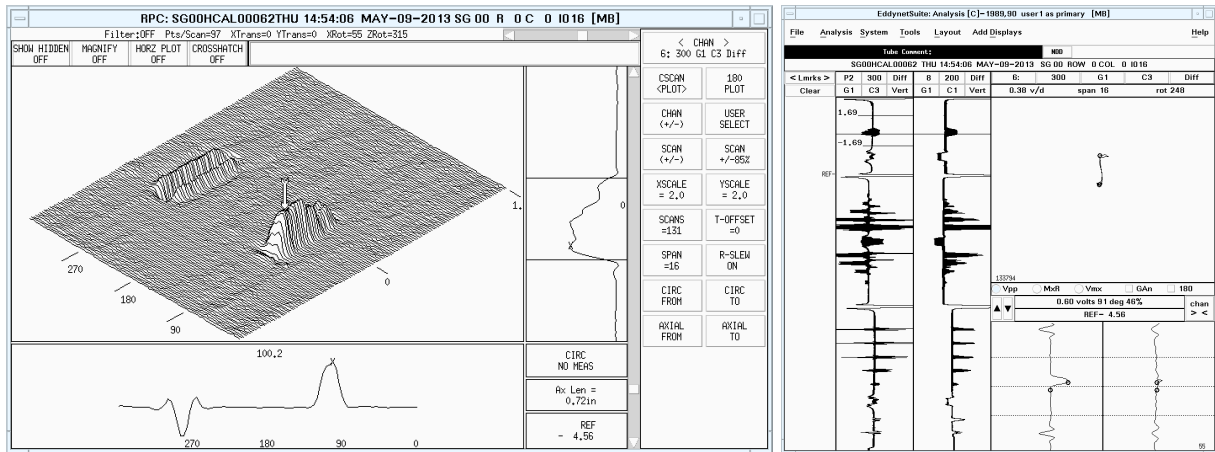 RPC: SG00HCAL00062THU 14:54:06 MAY-09-2013 SG 00 R 0 C 0 I016 [MB]
Filter:OFF Pts/Scan=97 XTrans=0 YTrans=0 XRot=55 ZRot=315
SHOW HIDDEN OFF
MAGNIFY OFF
HORZ PLOT OFF
CROSSHATCH OFF
270
180
90
0
1.
0
100.2
270 180 90 0
CIRC
NO MEAS
Ax Len =
0.72in
REF
- 4.56
< CHAN >
6: 300 G1 C3 Diff
CSCAN <PLOT>
180 PLOT
CHAN (+/-)
USER SELECT
SCAN (+/-)
SCAN +/-85%
XSCALE = 2.0
YSCALE = 2.0
SCANS =131
T-OFFSET =0
SPAN =16
R-SLEW ON
CIRC FROM
CIRC TO
AXIAL FROM
AXIAL TO
EddynetSuite: Analysis [C]-1989,90 user1 as primary [MB]
File Analysis System Tools Layout Add Displays Help
Tube Comment: NDD
SG00HCAL00062 THU 14:54:06 MAY-09-2013 SG 00 ROW 0 COL 0 I016
< Lmrks > P2 300 Diff 8 200 Diff 6: 300 G1 C3 Diff
Clear G1 C3 Vert G1 C1 Vert 0.38 v/d span 16 rot 248
1.69
-1.69
REF-
133794
Vpp MxR Vmx GAn 180
0.60 volts 91 deg 46%
REF- 4.56
chan
> <
55